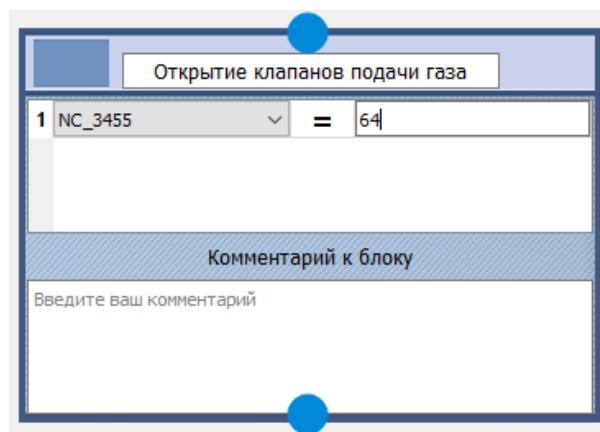 Открытие клапанов подачи газа
1 NC_3455 = 64
Комментарий к блоку
Введите ваш комментарий